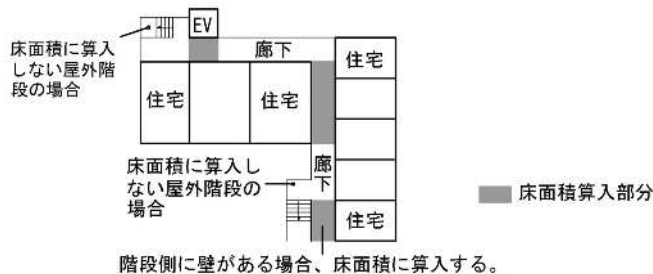 床面積に算入
しない屋外階
段の場合
EV
廊下
住宅
住宅
住宅
床面積に算入し
ない屋外階段の
場合
廊下
住宅
床面積算入部分
階段側に壁がある場合、床面積に算入する。